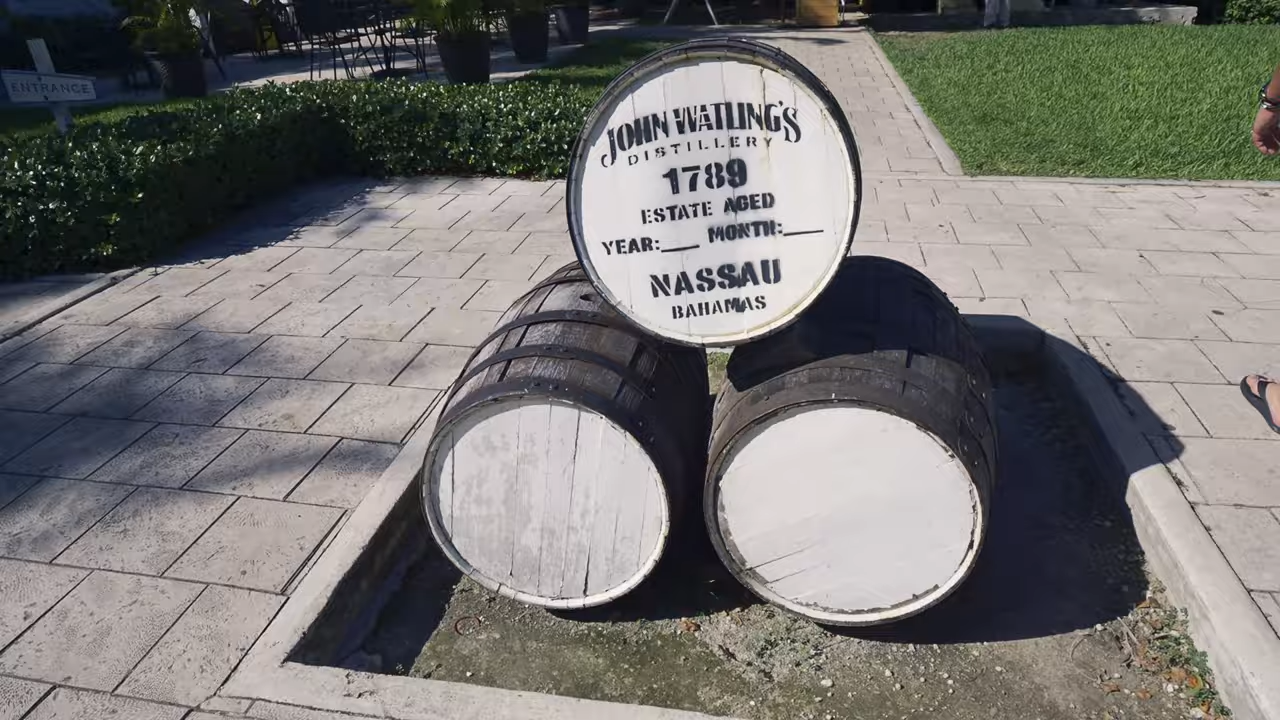 ENTRANCE
JOHN WATLING'S
DISTILLERY
1789
ESTATE AGED
YEAR:___ MONTH:___
NASSAU
BAHAMAS